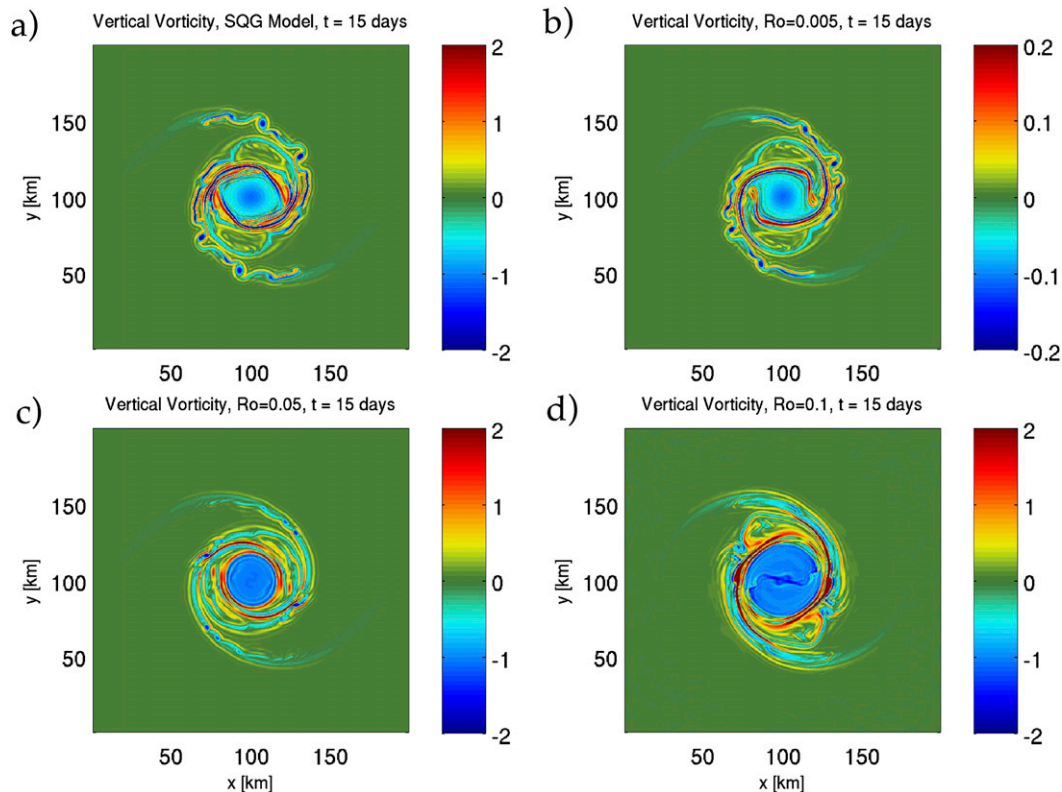 a)
Vertical Vorticity, SQG Model, t = 15 days
y [km]
150
100
50
50 100 150
2
1
0
-1
-2
b)
Vertical Vorticity, Ro=0.005, t = 15 days
y [km]
150
100
50
50 100 150
0.2
0.1
0
-0.1
-0.2
c)
Vertical Vorticity, Ro=0.05, t = 15 days
y [km]
150
100
50
50 100 150
x [km]
2
1
0
-1
-2
d)
Vertical Vorticity, Ro=0.1, t = 15 days
y [km]
150
100
50
50 100 150
x [km]
2
1
0
-1
-2